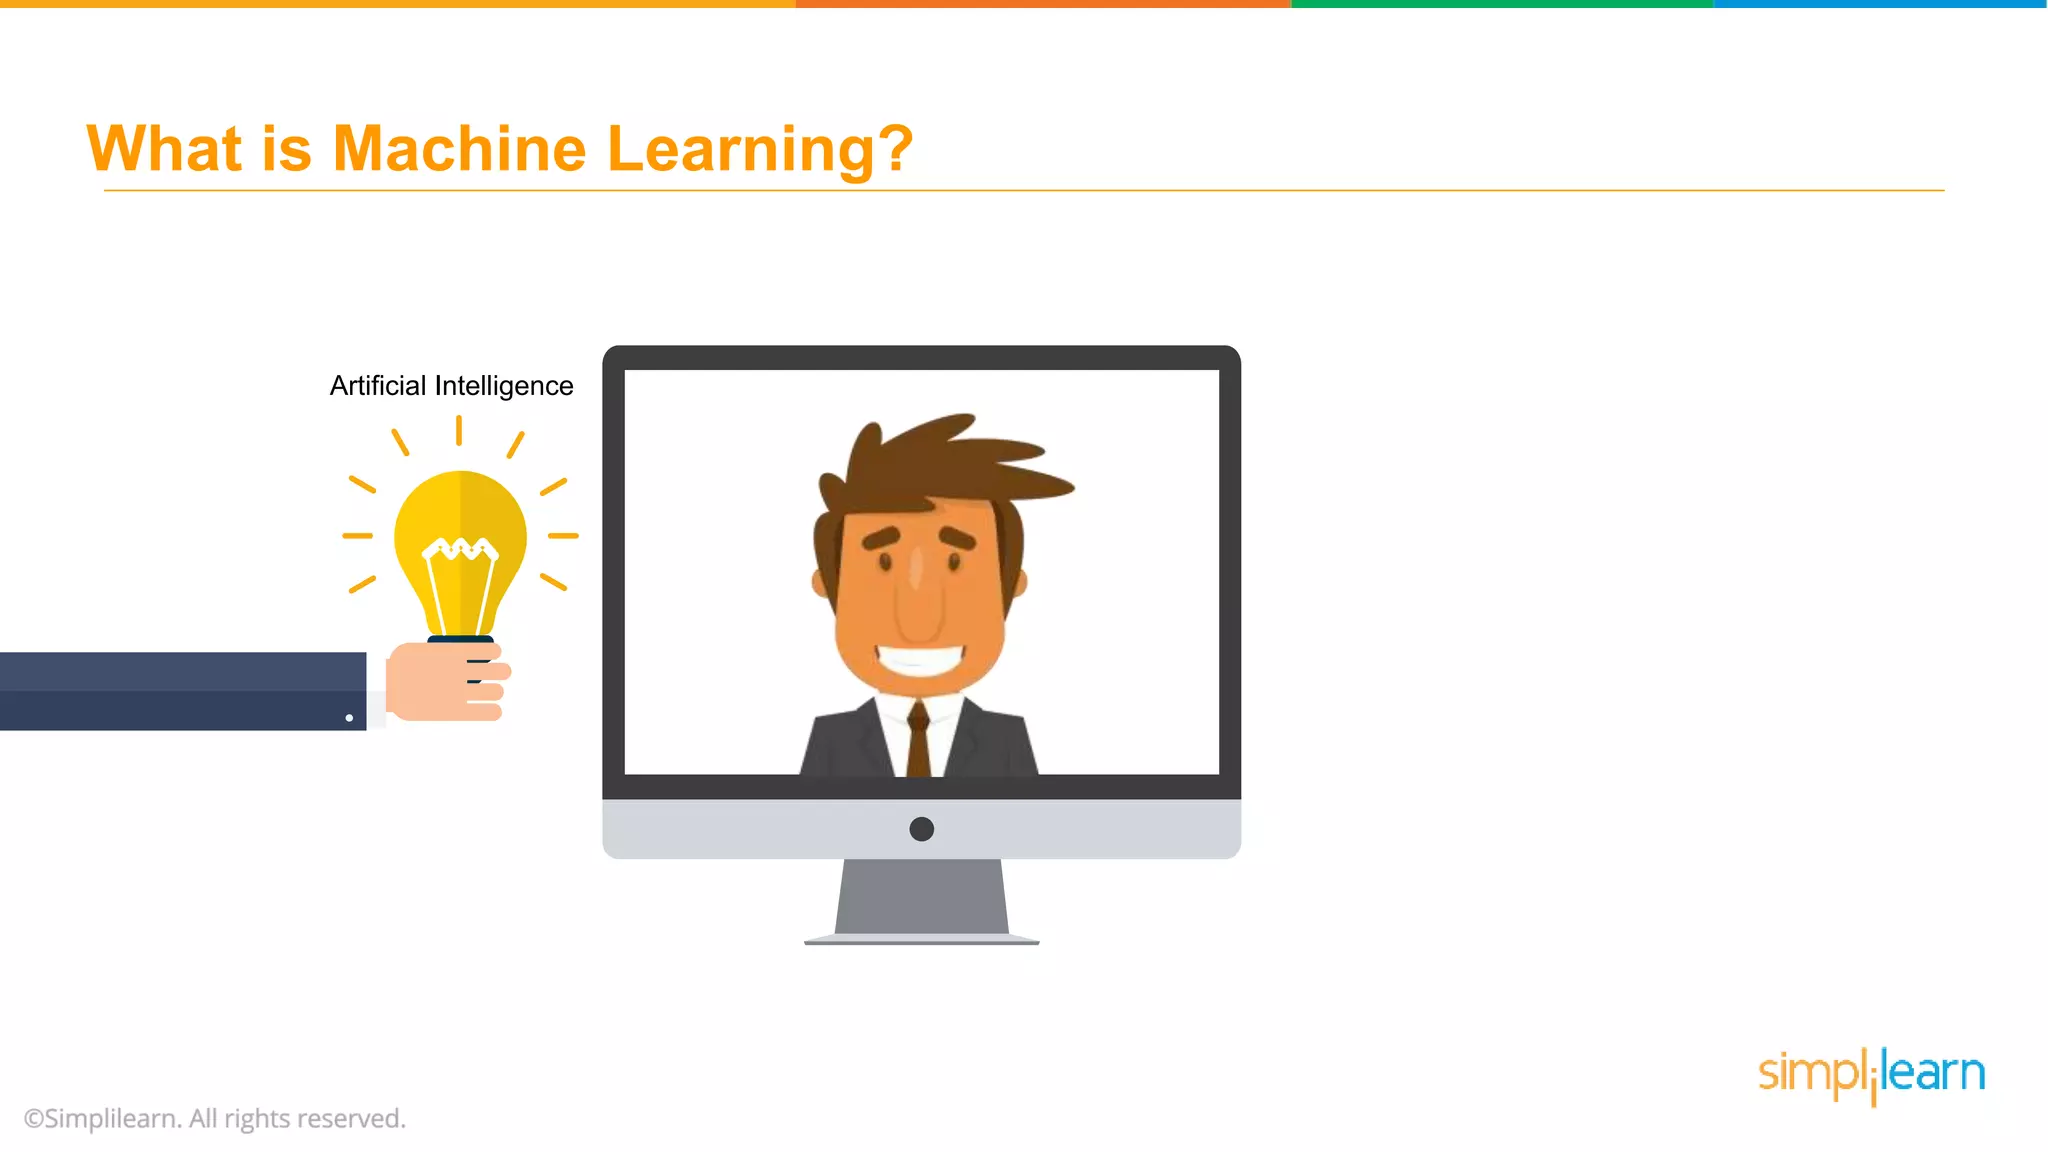 What is Machine Learning?
Artificial Intelligence
simplilearn
©Simplilearn. All rights reserved.